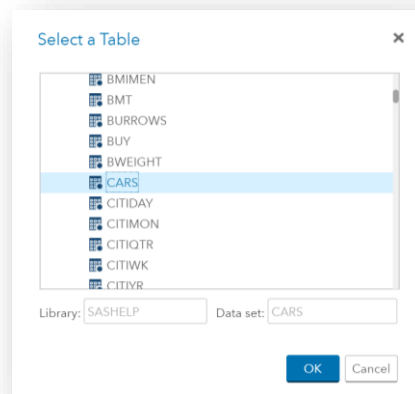 Select a Table
BMIMEN
BMT
BURROWS
BUY
BWEIGHT
CARS
CITIDAY
CITIMON
CITIQTR
CITIWK
CITIYR
Library: SASHELP Data set: CARS
OK Cancel